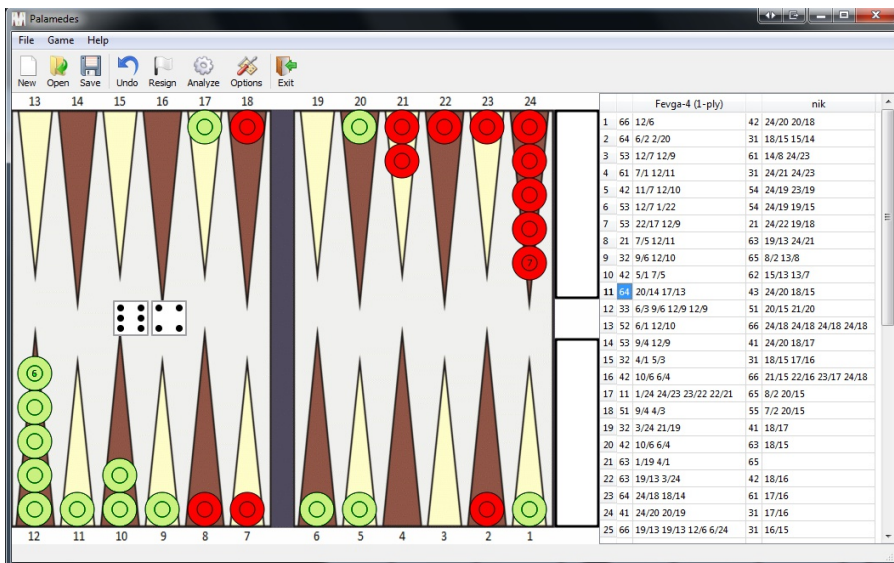 Palamedes
File Game Help
New Open Save Undo Resign Analyze Options Exit
13 14 15 16 17 18 19 20 21 22 23 24
6
7
12 11 10 9 8 7 6 5 4 3 2 1
Fevga-4 (1-ply) nik
1 66 12/6 42 24/20 20/18
2 64 6/2 2/20 31 18/15 15/14
3 53 12/7 12/9 61 14/8 24/23
4 61 7/1 12/11 31 24/21 24/23
5 42 11/7 12/10 54 24/19 23/19
6 53 12/7 1/22 54 24/19 19/15
7 53 22/17 12/9 21 24/22 19/18
8 21 7/5 12/11 63 19/13 24/21
9 32 9/6 12/10 65 8/2 13/8
10 42 5/1 7/5 62 15/13 13/7
11 64 20/14 17/13 43 24/20 18/15
12 33 6/3 9/6 12/9 12/9 51 20/15 21/20
13 52 6/1 12/10 66 24/18 24/18 24/18 24/18
14 53 9/4 12/9 41 24/20 18/17
15 32 4/1 5/3 31 18/15 17/16
16 42 10/6 6/4 66 21/15 22/16 23/17 24/18
17 11 1/24 24/23 23/22 22/21 65 8/2 20/15
18 51 9/4 4/3 55 7/2 20/15
19 32 3/24 21/19 41 18/17
20 42 10/6 6/4 63 18/15
21 63 1/19 4/1 65
22 63 19/13 3/24 42 18/16
23 64 24/18 18/14 61 17/16
24 41 24/20 20/19 31 17/16
25 66 19/13 19/13 12/6 6/24 31 16/15